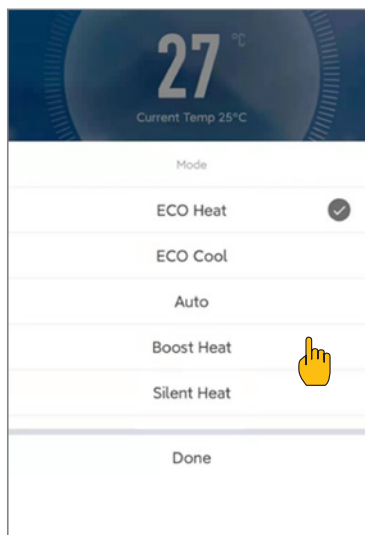 27 °C
Current Temp 25°C
Mode
ECO Heat
ECO Cool
Auto
Boost Heat
Silent Heat
Done